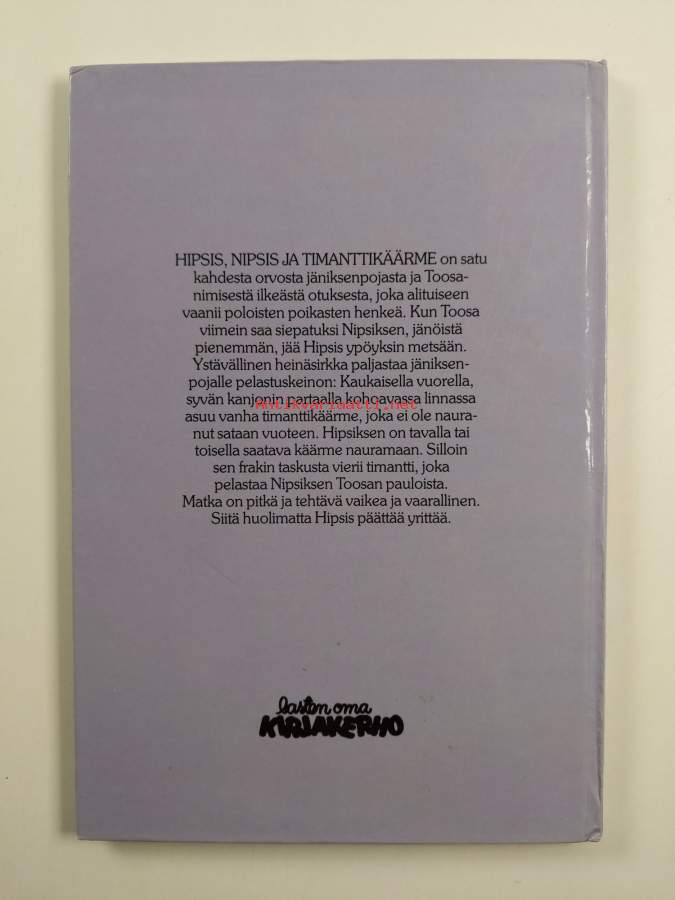 HIPSIS, NIPSIS JA TIMANTTIKÄÄRME on satu
kahdesta orvosta jäniksenpojasta ja Toosa-
nimisestä ilkeästä otuksesta, joka alituiseen
vaanii poloisten poikasten henkeä. Kun Toosa
viimein saa siepatuksi Nipsiksen, jänöistä
pienemmän, jää Hipsis ypöyksin metsään.
Ystävällinen heinäsirkka paljastaa jäniksen-
pojalle pelastuskeinon: Kaukaisella vuorella,
syvän kanjonin partaalla kohoavassa linnassa
Antikvariaatti.net
asuu vanha timanttikäärme, joka ei ole naura-
nut sataan vuoteen. Hipsiksen on tavalla tai
toisella saatava käärme nauramaan. Silloin
sen frakin taskusta vierii timantti, joka
pelastaa Nipsiksen Toosan pauloista.
Matka on pitkä ja tehtävä vaikea ja vaarallinen.
Siitä huolimatta Hipsis päättää yrittää.
lasten oma
KIRJAKERHO